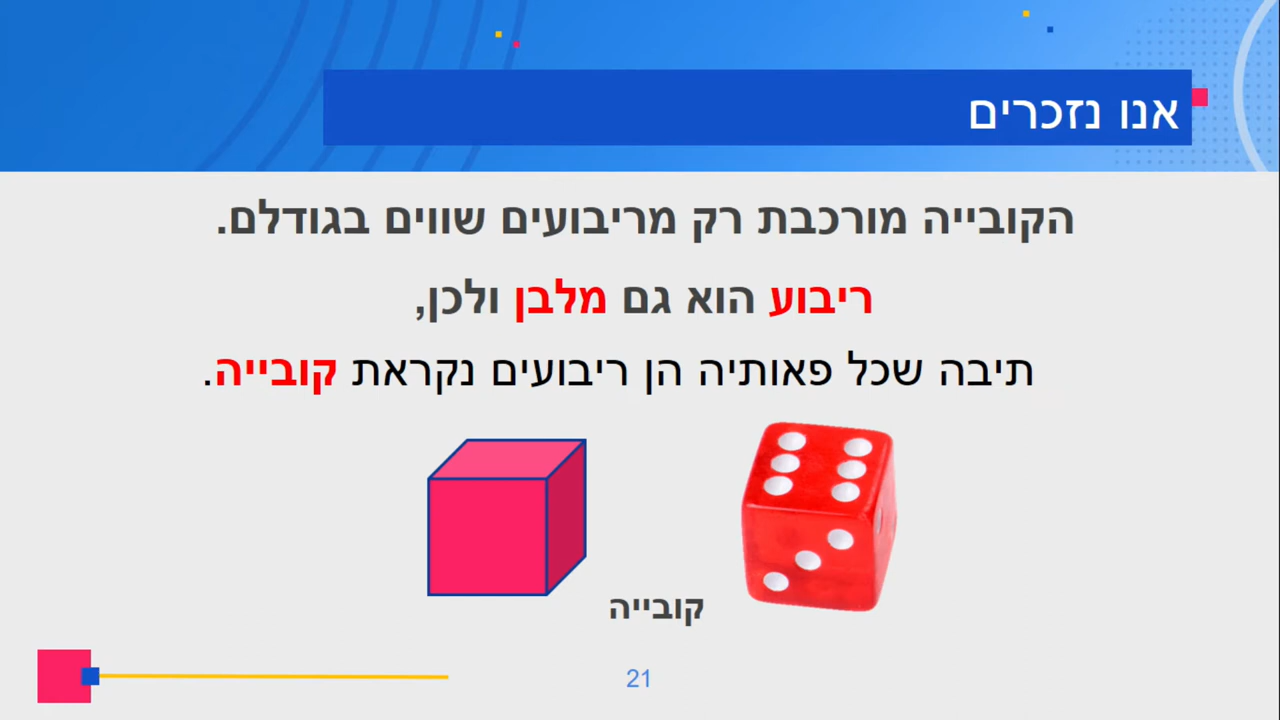 אנו נזכרים
הקובייה מורכבת רק מריבועים שווים בגודלם.
ריבוע הוא גם מלבן ולכן,
תיבה שכל פאותיה הן ריבועים נקראת קובייה.
קובייה
21